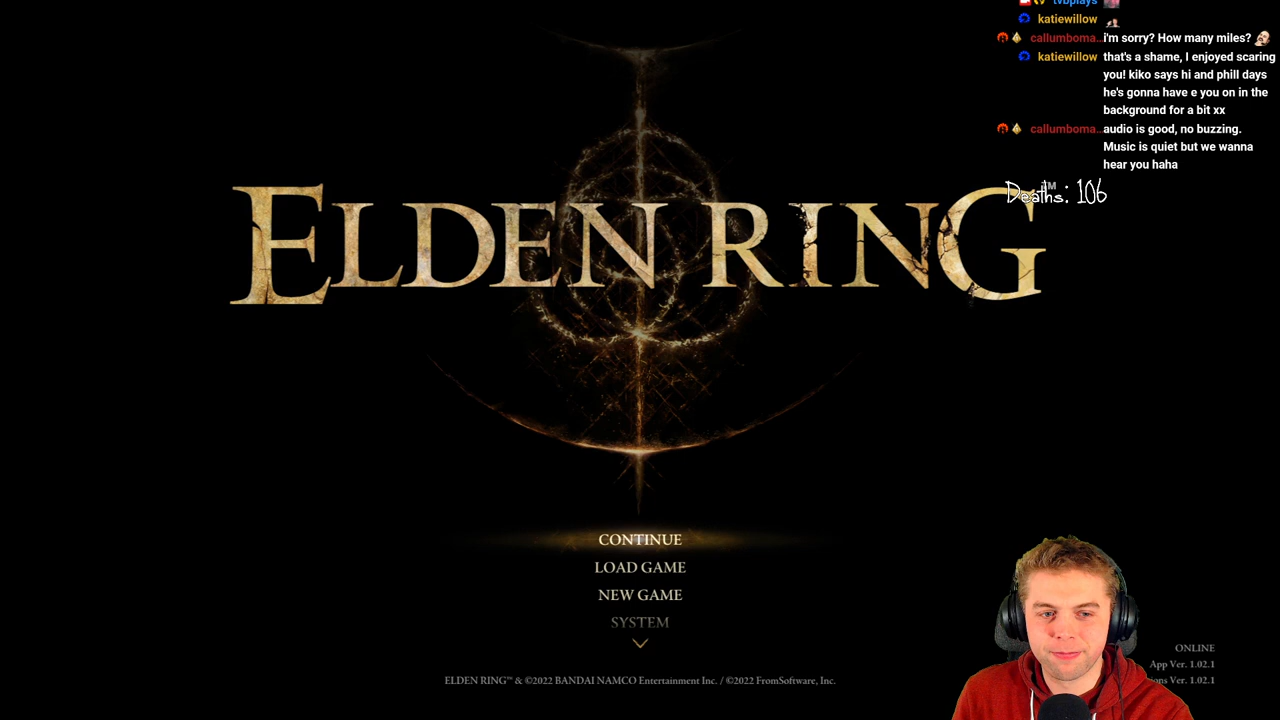 tvbplays
katiewillow
callumboma... i'm sorry? How many miles?
katiewillow that's a shame, I enjoyed scaring
you! kiko says hi and phill days
he's gonna have e you on in the
background for a bit xx
callumboma... audio is good, no buzzing.
Music is quiet but we wanna
hear you haha
Deaths: 106
ELDEN RING
TM
CONTINUE
LOAD GAME
NEW GAME
SYSTEM
ONLINE
App Ver. 1.02.1
ions Ver. 1.02.1
ELDEN RING™ & ©2022 BANDAI NAMCO Entertainment Inc. / ©2022 FromSoftware, Inc.